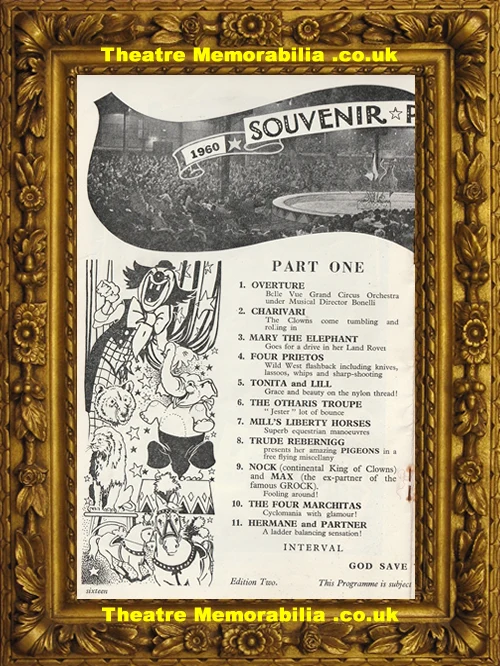 Theatre Memorabilia .co.uk
1960 ☆ SOUVENIR ☆ P
PART ONE
1. OVERTURE
Belle Vue Grand Circus Orchestra
under Musical Director Bonelli
2. CHARIVARI
The Clowns come tumbling and
rolling in
3. MARY THE ELEPHANT
Goes for a drive in her Land Rover
4. FOUR PRIETOS
Wild West flashback including knives,
lassoos, whips and sharp-shooting
5. TONITA and LILL
Grace and beauty on the nylon thread!
6. THE OTHARIS TROUPE
"Jester" lot of bounce
7. MILL'S LIBERTY HORSES
Superb equestrian manoeuvres
8. TRUDE REBERNIGG
presents her amazing PIGEONS in a
free flying miscellany
9. NOCK (continental King of Clowns)
and MAX (the ex-partner of the
famous GROCK).
Fooling around!
10. THE FOUR MARCHITAS
Cyclomania with glamour!
11. HERMANE and PARTNER
A ladder balancing sensation!
INTERVAL
GOD SAVE
Edition Two. This Programme is subject
sixteen
Theatre Memorabilia .co.uk